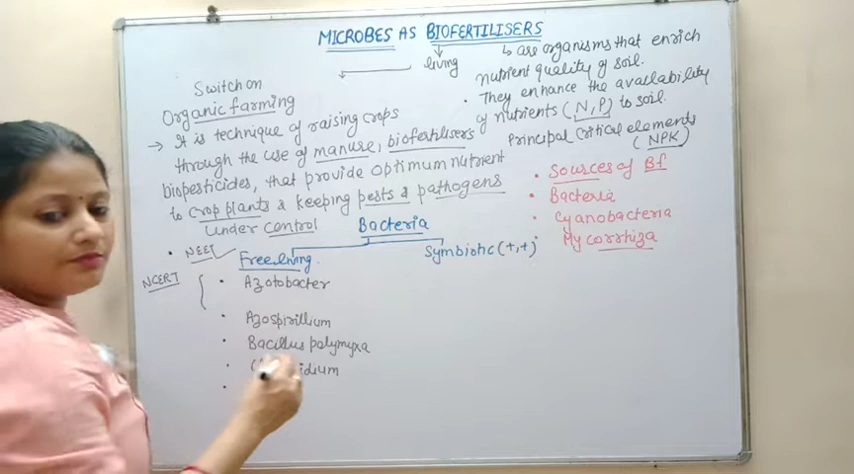 MICROBES AS BIOFERTILISERS
living
↳ are organisms that enrich
nutrient quality of soil.
• They enhance the availability
of nutrients (N, P) to soil.
Principal critical elements
(NPK)
Switch on
Organic farming
→ It is technique of raising crops
through the use of manure, biofertilisers
biopesticides, that provide optimum nutrient
to crop plants & keeping pests & pathogens
under control
• Sources of Bf
• Bacteria
• Cyanobacteria
• Mycorrhiza
Bacteria
• NEET
NCERT
Freeliving
Symbiotic (+,+)
• Azotobacter
• Azospirillium
• Bacillus polymyxa
•
•